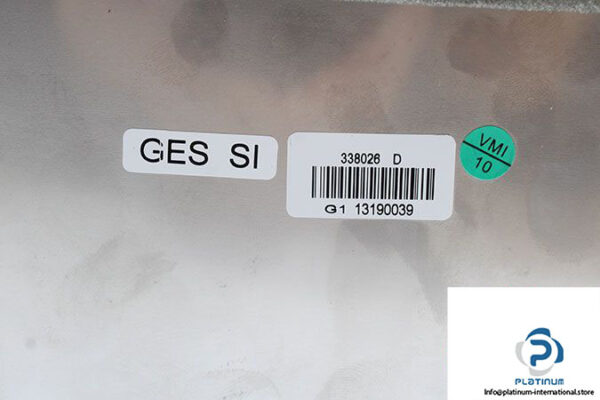 GES SI
338026 D
G1 13190039
VMI
10
PLATINUM
Info@platinum-international.store